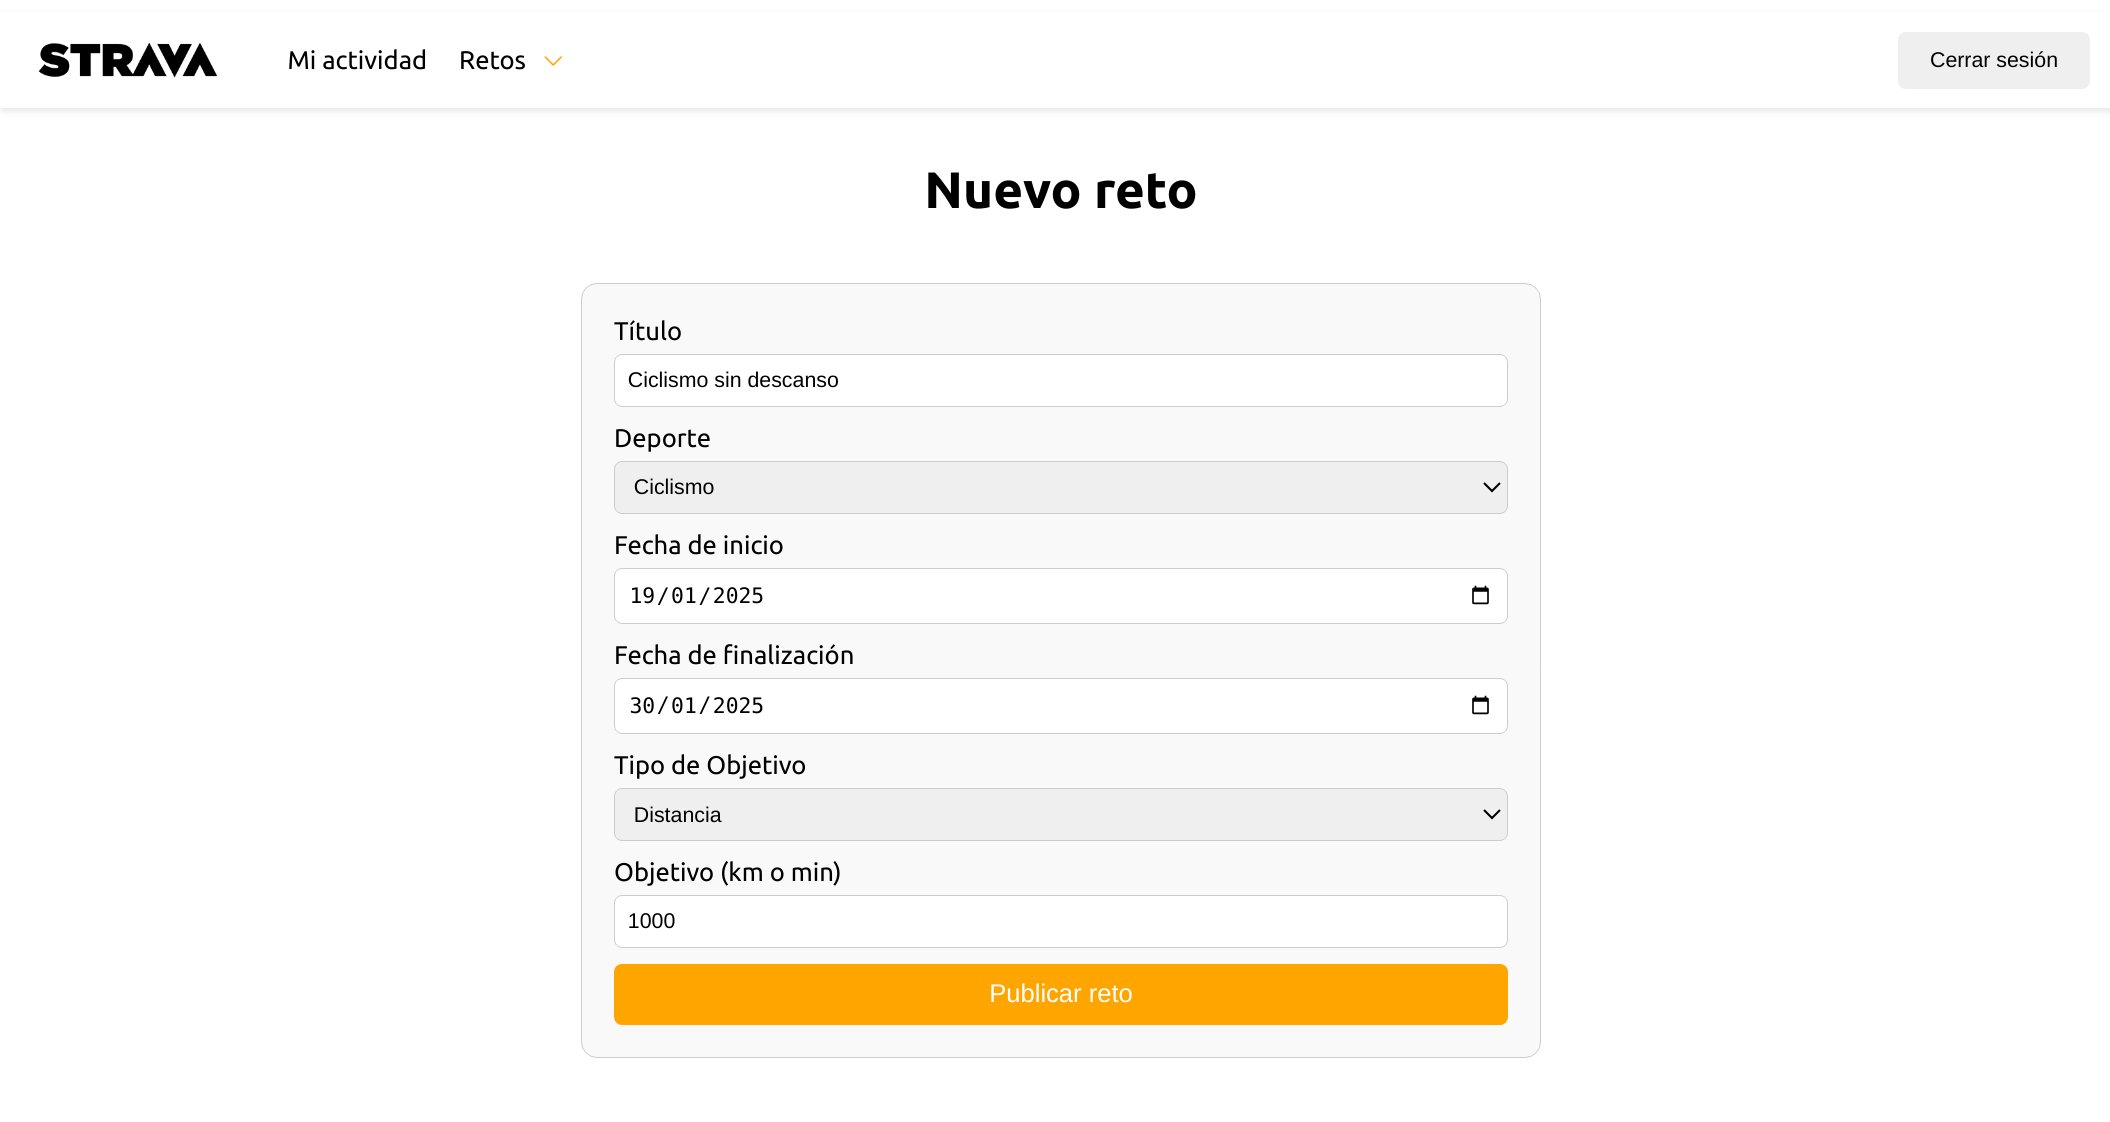 STRAVA Mi actividad Retos Cerrar sesión
Nuevo reto
Título
Ciclismo sin descanso
Deporte
Ciclismo
Fecha de inicio
19/01/2025
Fecha de finalización
30/01/2025
Tipo de Objetivo
Distancia
Objetivo (km o min)
1000
Publicar reto